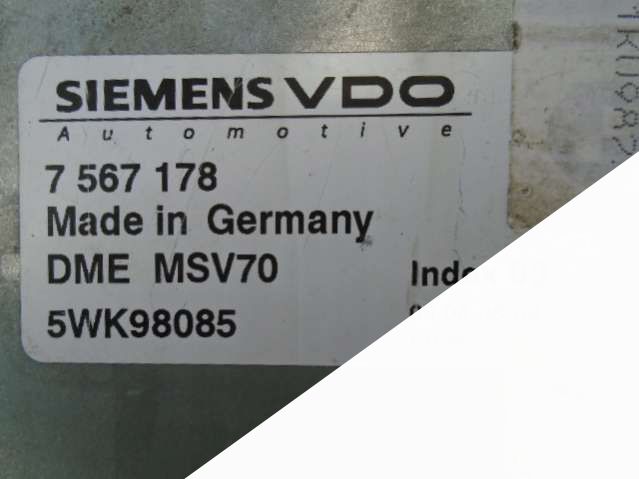 SIEMENS VDO
Automotive
7 567 178
Made in Germany
DME MSV70
5WK98085